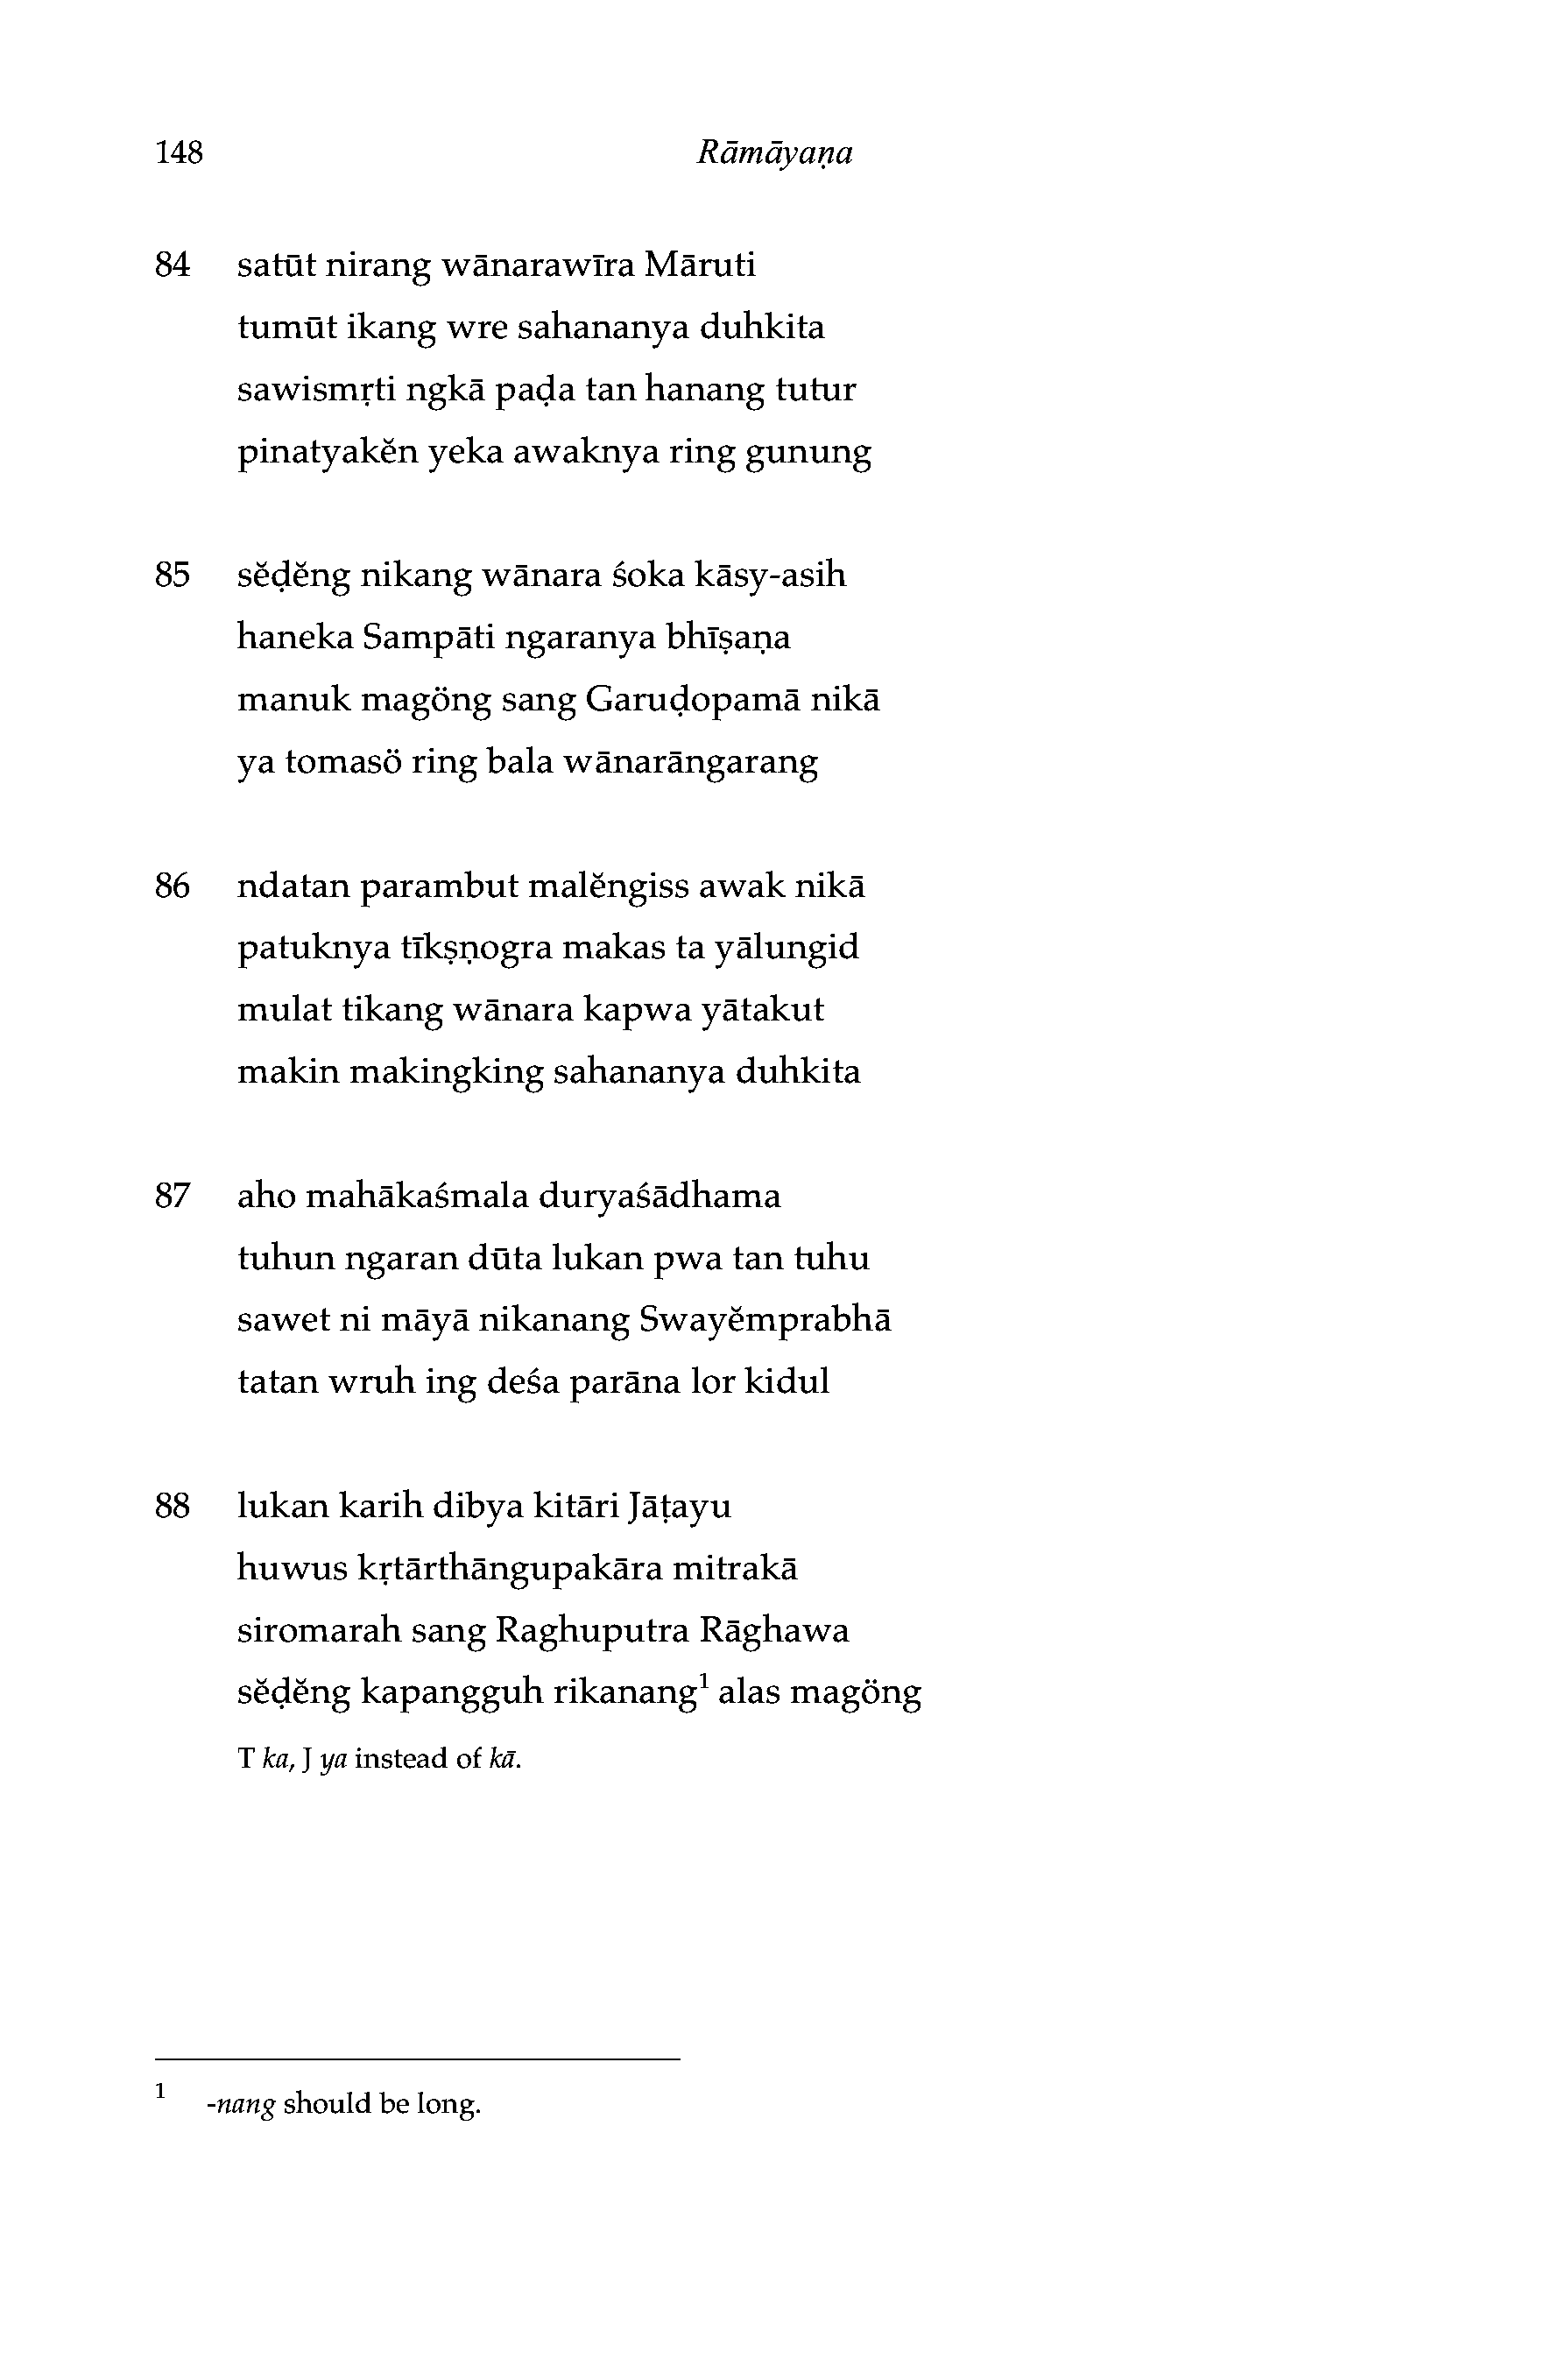 148 Rāmāyaṇa
84 satūt nirang wānarawīra Māruti
tumūt ikang wre sahananya duhkita
sawismṛti ngkā paḍa tan hanang tutur
pinatyakĕn yeka awaknya ring gunung
85 sĕḍĕng nikang wānara śoka kāsy-asih
haneka Sampāti ngaranya bhīṣaṇa
manuk magöng sang Garuḍopamā nikā
ya tomasö ring bala wānarāngarang
86 ndatan parambut malĕngiss awak nikā
patuknya tīkṣṇogra makas ta yālungid
mulat tikang wānara kapwa yātakut
makin makingking sahananya duhkita
87 aho mahākaśmala duryaśādhama
tuhun ngaran dūta lukan pwa tan tuhu
sawet ni māyā nikanang Swayĕmprabhā
tatan wruh ing deśa parāna lor kidul
88 lukan karih dibya kitāri Jāṭayu
huwus kṛtārthāngupakāra mitrakā
siromarah sang Raghuputra Rāghawa
sĕḍĕng kapangguh rikanang¹ alas magöng
T ka, J ya instead of kā.
¹ -nang should be long.